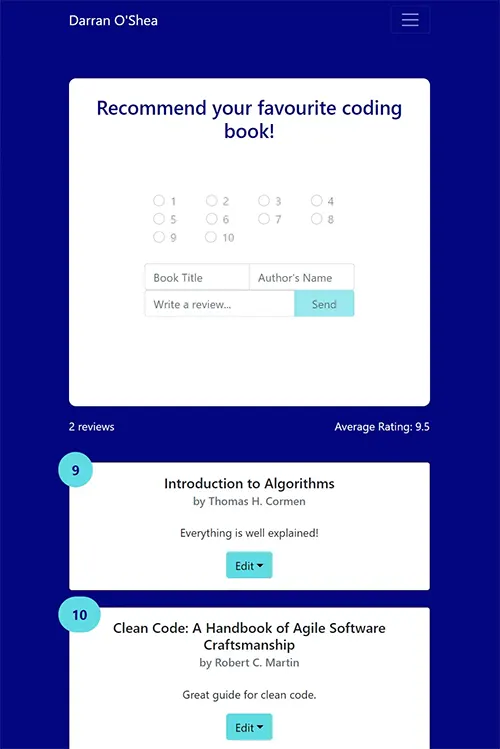 Darran O'Shea
Recommend your favourite coding
book!
1 2 3 4
5 6 7 8
9 10
Book Title Author's Name
Write a review... Send
2 reviews Average Rating: 9.5
9
Introduction to Algorithms
by Thomas H. Cormen
Everything is well explained!
Edit
10
Clean Code: A Handbook of Agile Software
Craftsmanship
by Robert C. Martin
Great guide for clean code.
Edit